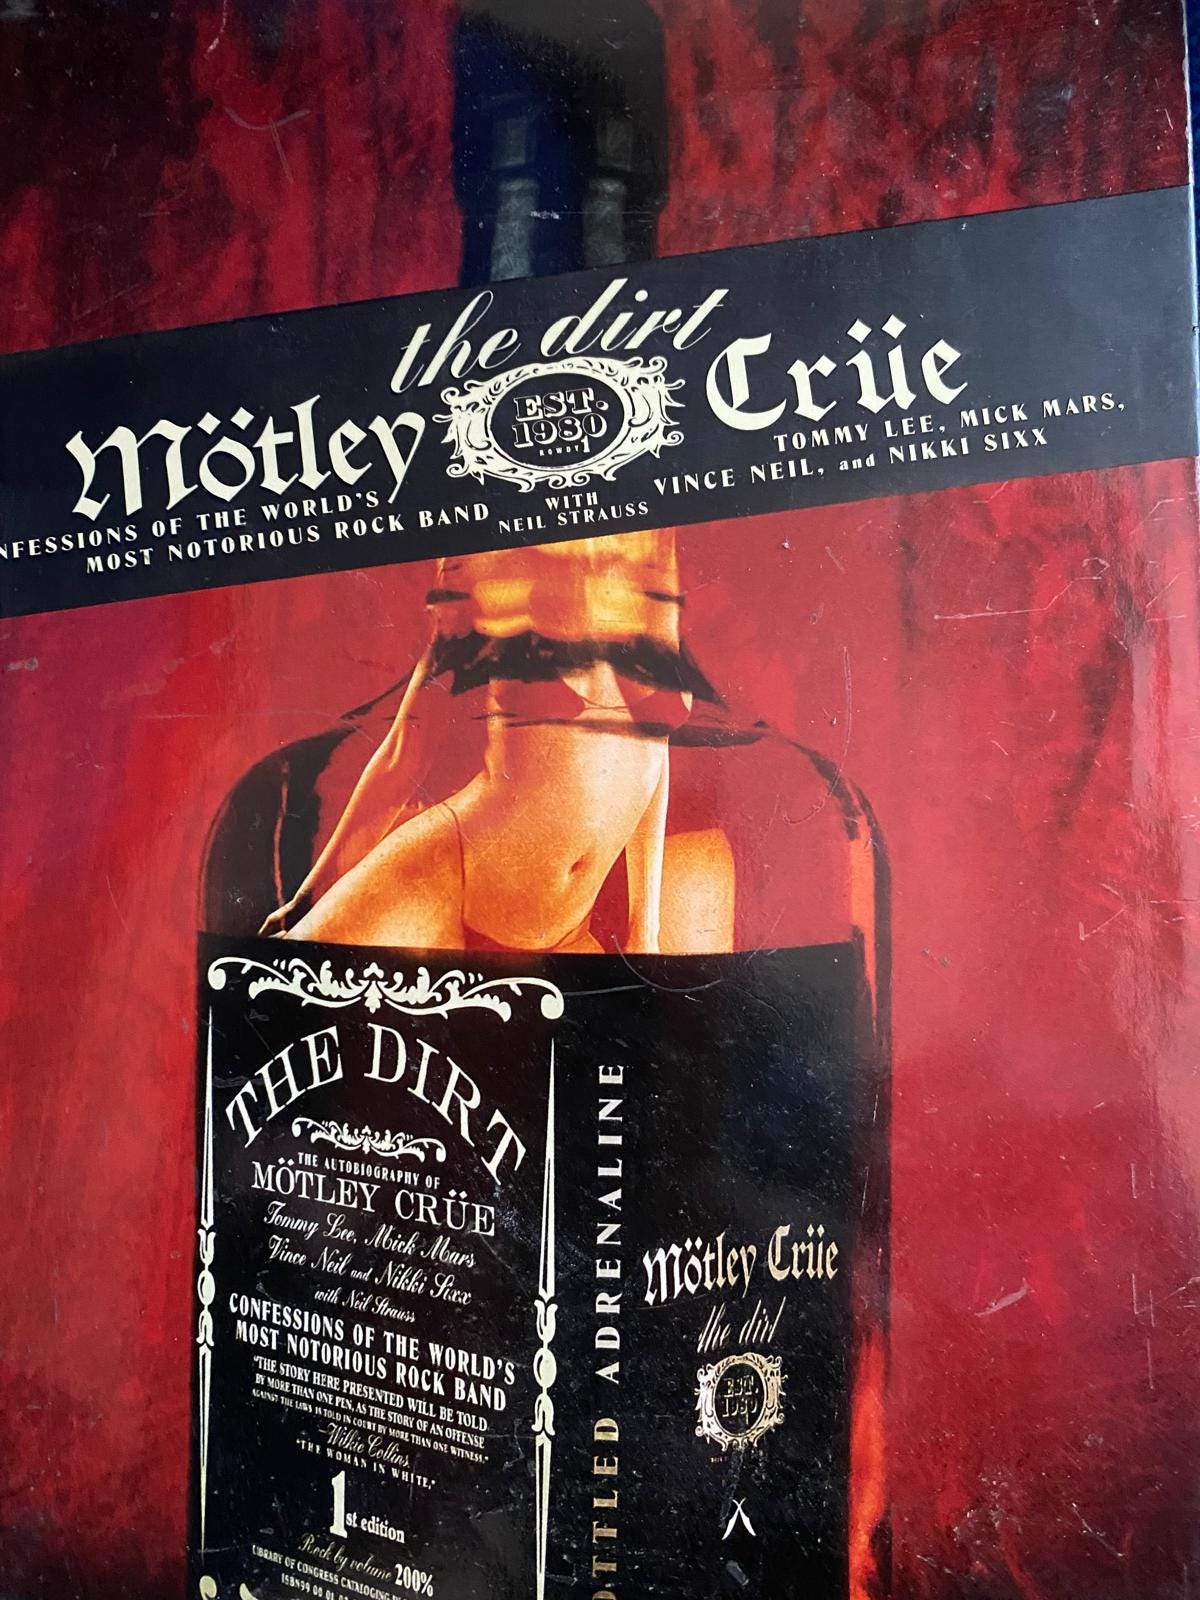 the dirt
Mötley Crüe
EST.
1980
ROWDY 1
NFESSIONS OF THE WORLD'S
MOST NOTORIOUS ROCK BAND
WITH
NEIL STRAUSS
TOMMY LEE, MICK MARS,
VINCE NEIL, and NIKKI SIXX
THE DIRT
THE AUTOBIOGRAPHY OF
MÖTLEY CRÜE
Tommy Lee, Mick Mars
Vince Neil and Nikki Sixx
with Neil Strauss
CONFESSIONS OF THE WORLD'S
MOST NOTORIOUS ROCK BAND
"THE STORY HERE PRESENTED WILL BE TOLD
BY MORE THAN ONE PEN, AS THE STORY OF AN OFFENSE
AGAINST THE LAWS IS TOLD IN COURT BY MORE THAN ONE WITNESS."
—Wilkie Collins,
"THE WOMAN IN WHITE."
1st edition
Rock by volume 200%
LIBRARY OF CONGRESS CATALOGING
ISBN99 00 01
OTTLED ADRENALINE
Mötley Crüe
the dirt
EST.
1980